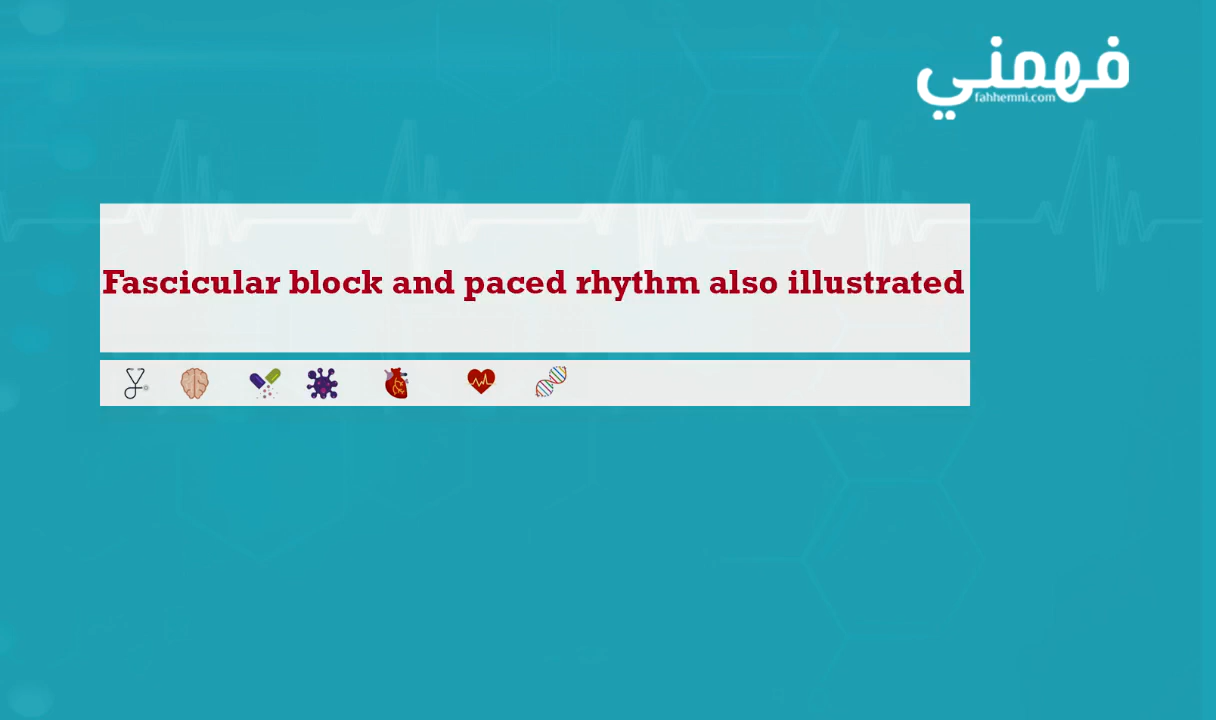 فهمني
fahhemni.com
Fascicular block and paced rhythm also illustrated